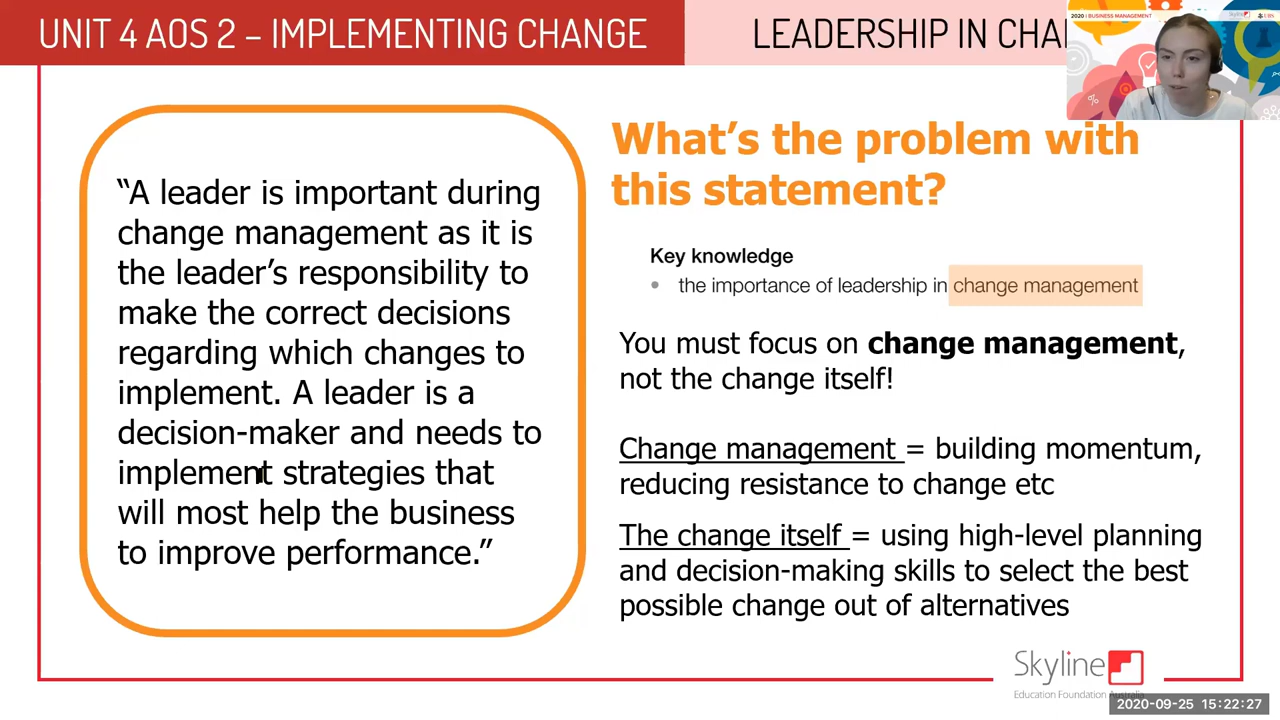 UNIT 4 AOS 2 – IMPLEMENTING CHANGE
LEADERSHIP IN
2020 | BUSINESS MANAGEMENT
Skyline
UBS
%
“A leader is important during
change management as it is
the leader’s responsibility to
make the correct decisions
regarding which changes to
implement. A leader is a
decision-maker and needs to
implement strategies that
will most help the business
to improve performance.”
What’s the problem with
this statement?
Key knowledge
• the importance of leadership in change management
You must focus on change management,
not the change itself!
Change management = building momentum,
reducing resistance to change etc
The change itself = using high-level planning
and decision-making skills to select the best
possible change out of alternatives
Skyline
Education Foundation Australia
2020-09-25 15:22:27